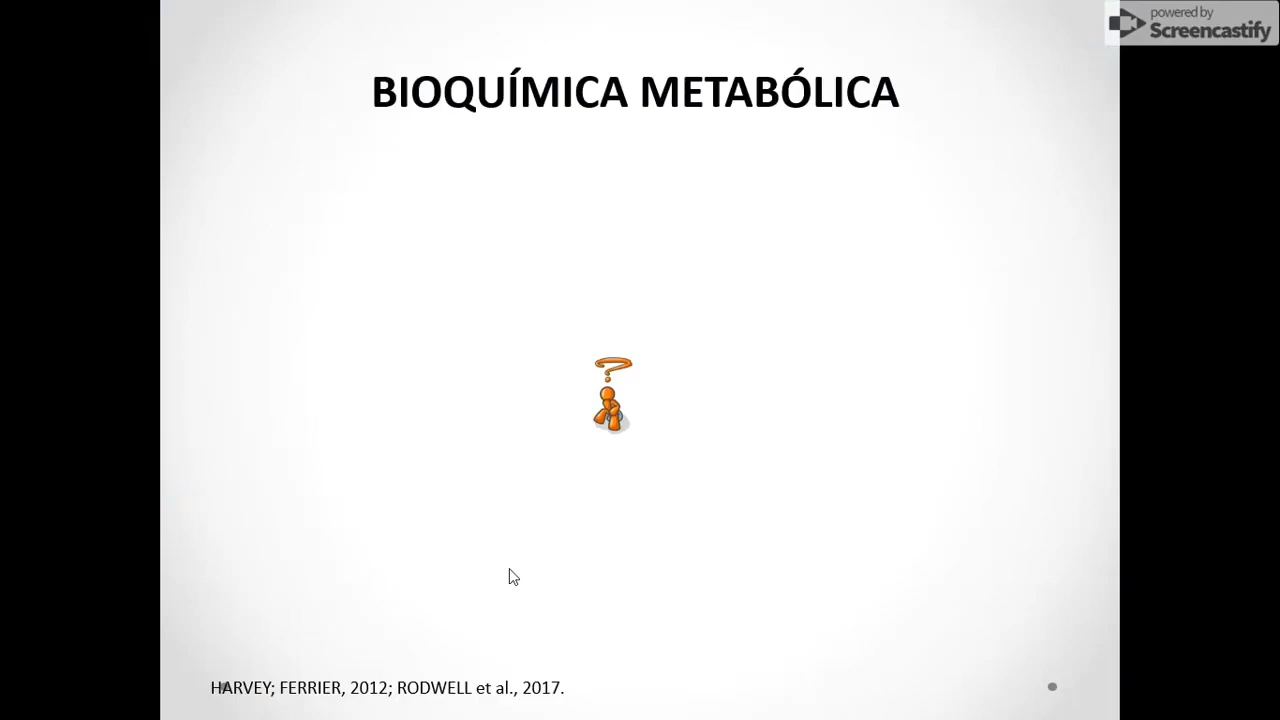 powered by
Screencastify
BIOQUÍMICA METABÓLICA
?
HARVEY; FERRIER, 2012; RODWELL et al., 2017.